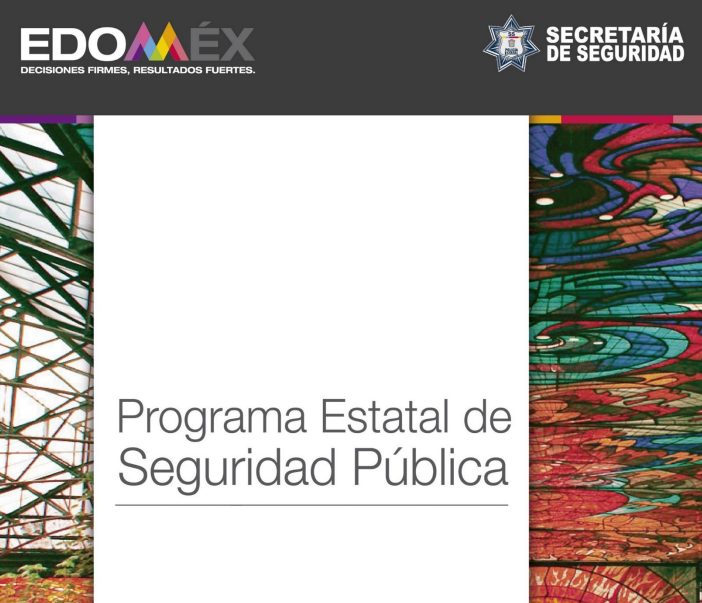 EDOMÉX
DECISIONES FIRMES, RESULTADOS FUERTES.
SECRETARÍA
DE SEGURIDAD
Programa Estatal de
Seguridad Pública